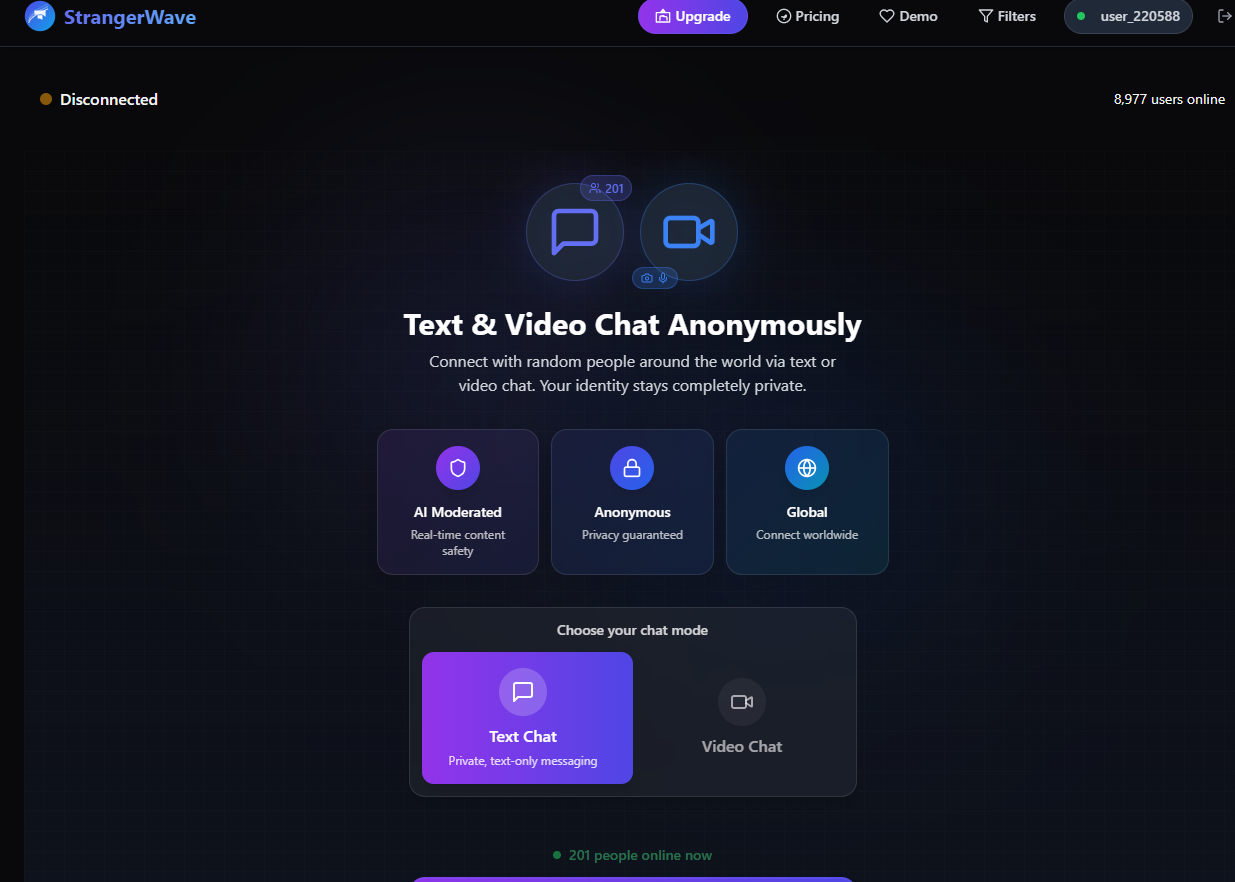 StrangerWave
Upgrade
Pricing
Demo
Filters
user_220588
Disconnected
8,977 users online
201
Text & Video Chat Anonymously
Connect with random people around the world via text or
video chat. Your identity stays completely private.
AI Moderated
Real-time content
safety
Anonymous
Privacy guaranteed
Global
Connect worldwide
Choose your chat mode
Text Chat
Private, text-only messaging
Video Chat
201 people online now